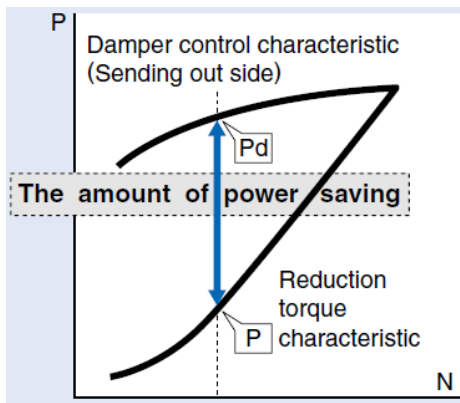 P
Damper control characteristic
(Sending out side)
Pd
The amount of power saving
Reduction
torque
P characteristic
N